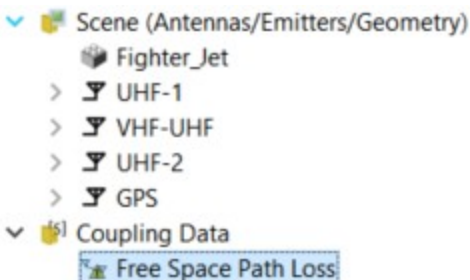 Scene (Antennas/Emitters/Geometry)
Fighter_Jet
UHF-1
VHF-UHF
UHF-2
GPS
Coupling Data
Free Space Path Loss